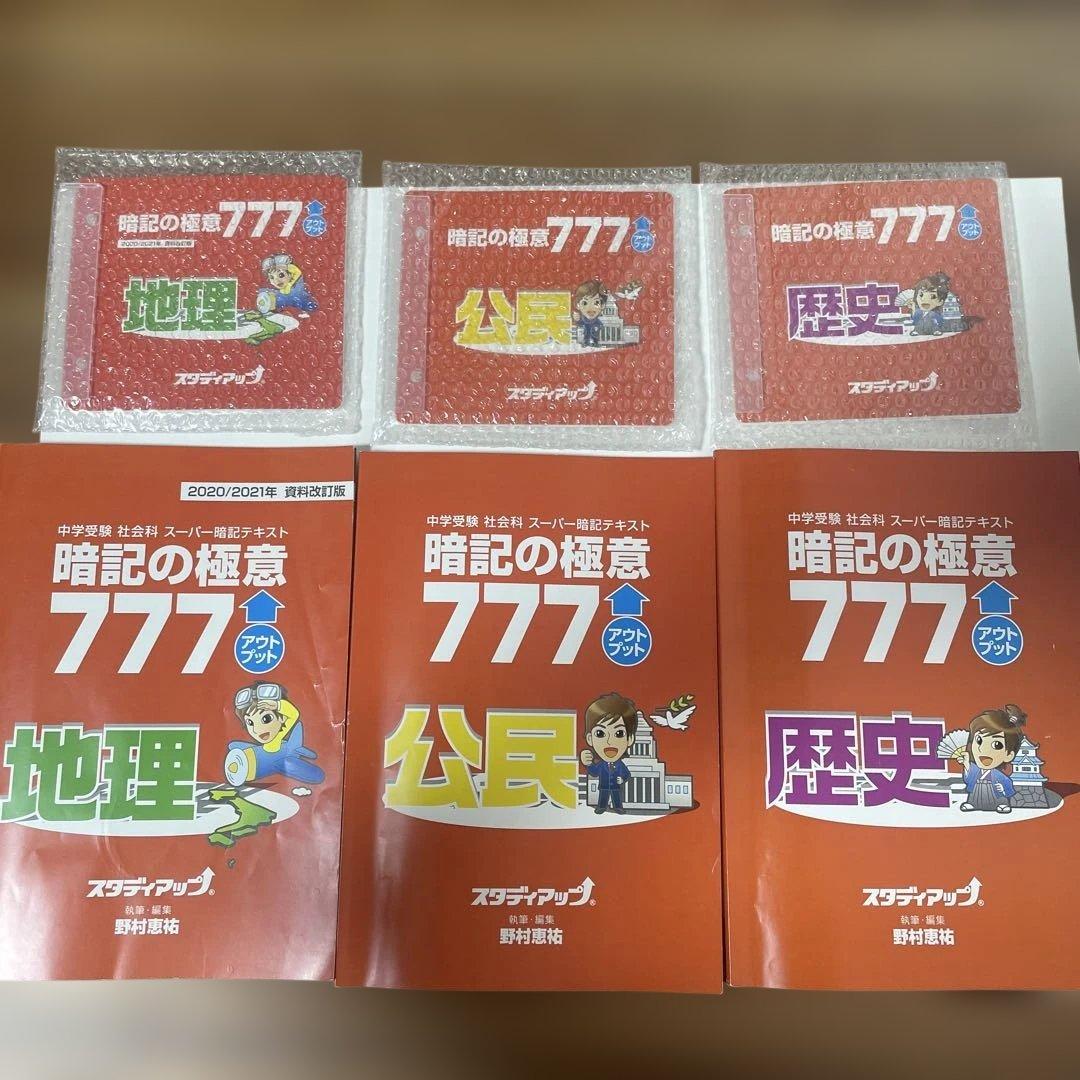 暗記の極意777
アウトプット
2020/2021年 資料改訂版
地理
スタディアップ
暗記の極意777
アウトプット
公民
スタディアップ
暗記の極意777
アウトプット
歴史
スタディアップ
2020/2021年 資料改訂版
中学受験 社会科 スーパー暗記テキスト
暗記の極意
777
アウト
プット
地理
スタディアップ®
執筆・編集
野村恵祐
中学受験 社会科 スーパー暗記テキスト
暗記の極意
777
アウト
プット
公民
スタディアップ®
執筆・編集
野村恵祐
中学受験 社会科 スーパー暗記テキスト
暗記の極意
777
アウト
プット
歴史
スタディアップ®
執筆・編集
野村恵祐